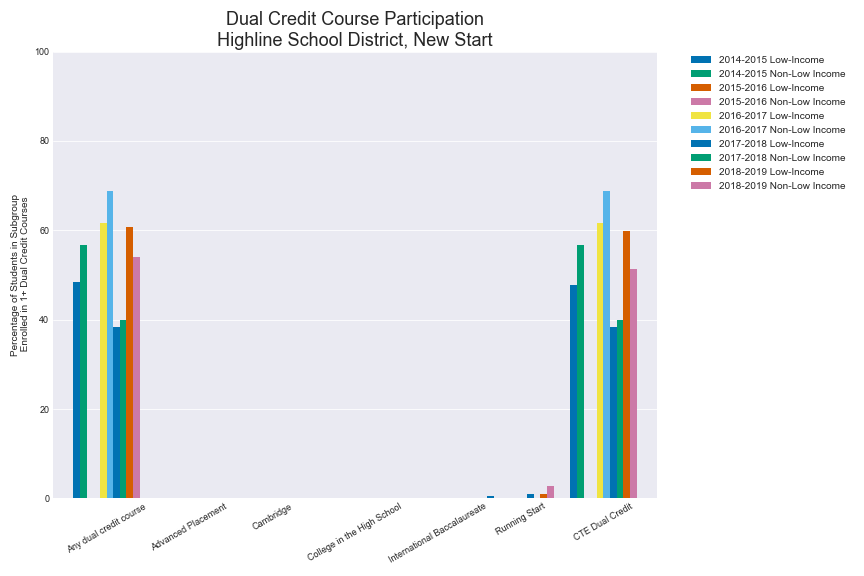 Dual Credit Course Participation
Highline School District, New Start
Percentage of Students in Subgroup
Enrolled in 1+ Dual Credit Courses
100
80
60
40
20
0
Any dual credit course
Advanced Placement
Cambridge
College in the High School
International Baccalaureate
Running Start
CTE Dual Credit
2014-2015 Low-Income
2014-2015 Non-Low Income
2015-2016 Low-Income
2015-2016 Non-Low Income
2016-2017 Low-Income
2016-2017 Non-Low Income
2017-2018 Low-Income
2017-2018 Non-Low Income
2018-2019 Low-Income
2018-2019 Non-Low Income